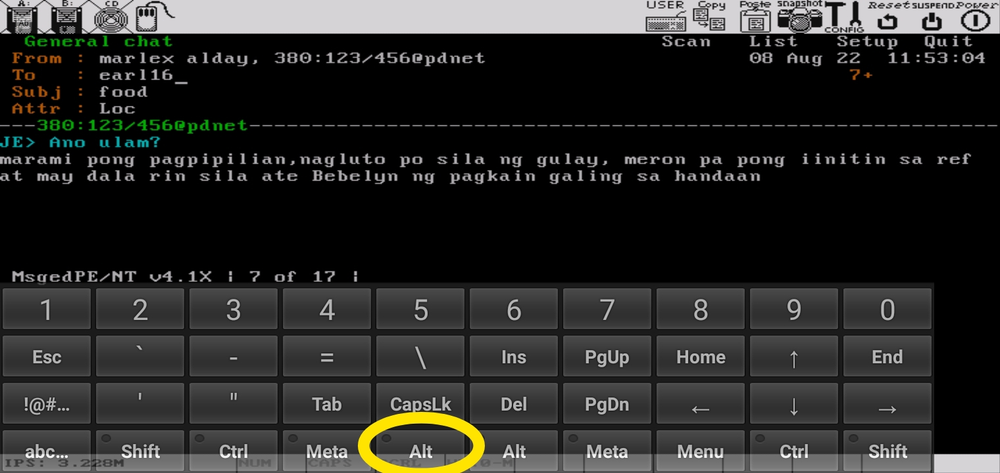 A: B: CD USER Copy Paste snapshot CONFIG Reset SUSPEND Power
General chat Scan List Setup Quit
From : marlex alday, 380:123/456@pdnet 08 Aug 22 11:53:04
To : earl16_ 7+
Subj : food
Attr : Loc
---380:123/456@pdnet------------------------------------------------------------
JE> Ano ulam?
marami pong pagpipilian,nagluto po sila ng gulay, meron pa pong iinitin sa ref
at may dala rin sila ate Bebelyn ng pagkain galing sa handaan
MsgedPE/NT v4.1X | 7 of 17 |
1 2 3 4 5 6 7 8 9 0
Esc ` - = \ Ins PgUp Home ↑ End
!@#... ' " Tab CapsLk Del PgDn ← ↓ →
abc... Shift Ctrl Meta Alt Alt Meta Menu Ctrl Shift
IPS: 3.228M NUM CAPS CRL